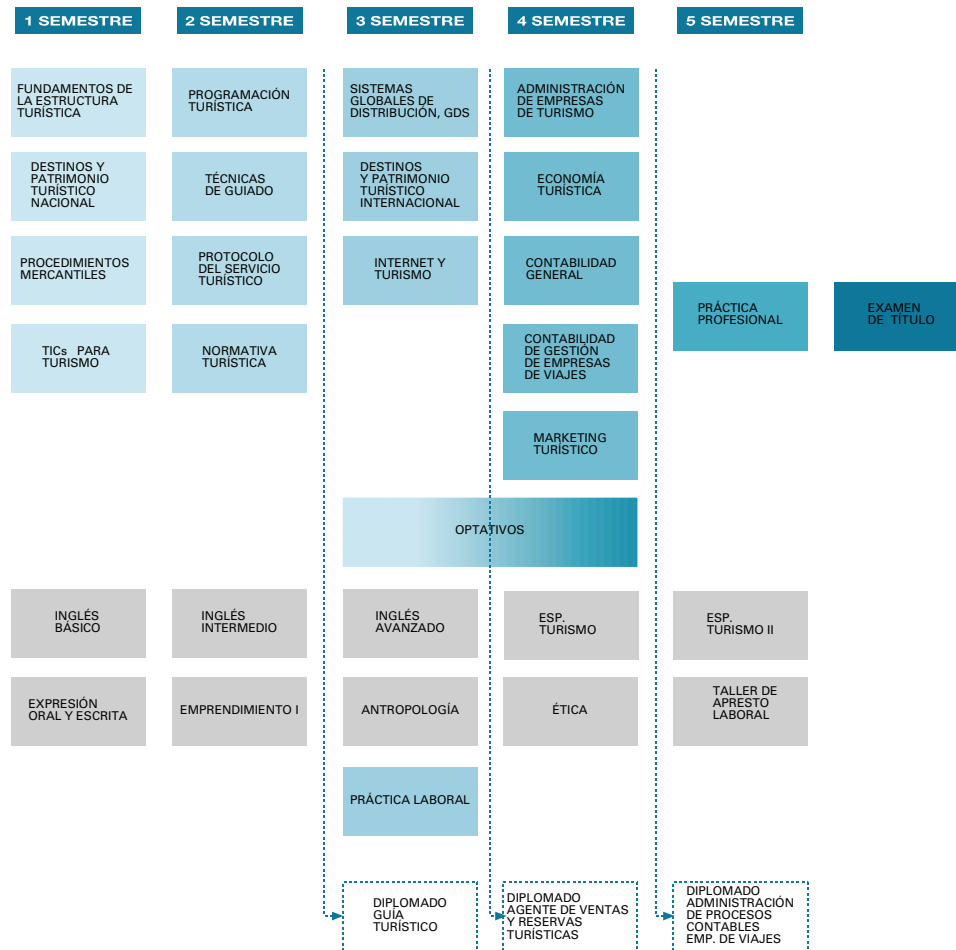 1 SEMESTRE
2 SEMESTRE
3 SEMESTRE
4 SEMESTRE
5 SEMESTRE
FUNDAMENTOS DE
LA ESTRUCTURA
TURÍSTICA
PROGRAMACIÓN
TURÍSTICA
SISTEMAS
GLOBALES DE
DISTRIBUCIÓN, GDS
ADMINISTRACIÓN
DE EMPRESAS
DE TURISMO
DESTINOS Y
PATRIMONIO
TURÍSTICO
NACIONAL
TÉCNICAS
DE GUIADO
DESTINOS
Y PATRIMONIO
TURÍSTICO
INTERNACIONAL
ECONOMÍA
TURÍSTICA
PROCEDIMIENTOS
MERCANTILES
PROTOCOLO
DEL SERVICIO
TURÍSTICO
INTERNET Y
TURISMO
CONTABILIDAD
GENERAL
PRÁCTICA
PROFESIONAL
EXAMEN
DE TÍTULO
TICs PARA
TURISMO
NORMATIVA
TURÍSTICA
CONTABILIDAD
DE GESTIÓN
DE EMPRESAS
DE VIAJES
MARKETING
TURÍSTICO
OPTATIVOS
INGLÉS
BÁSICO
INGLÉS
INTERMEDIO
INGLÉS
AVANZADO
ESP.
TURISMO
ESP.
TURISMO II
EXPRESIÓN
ORAL Y ESCRITA
EMPRENDIMIENTO I
ANTROPOLOGÍA
ÉTICA
TALLER DE
APRESTO
LABORAL
PRÁCTICA LABORAL
DIPLOMADO
GUÍA
TURÍSTICO
DIPLOMADO
AGENTE DE VENTAS
Y RESERVAS
TURÍSTICAS
DIPLOMADO
ADMINISTRACIÓN
DE PROCESOS
CONTABLES
EMP. DE VIAJES